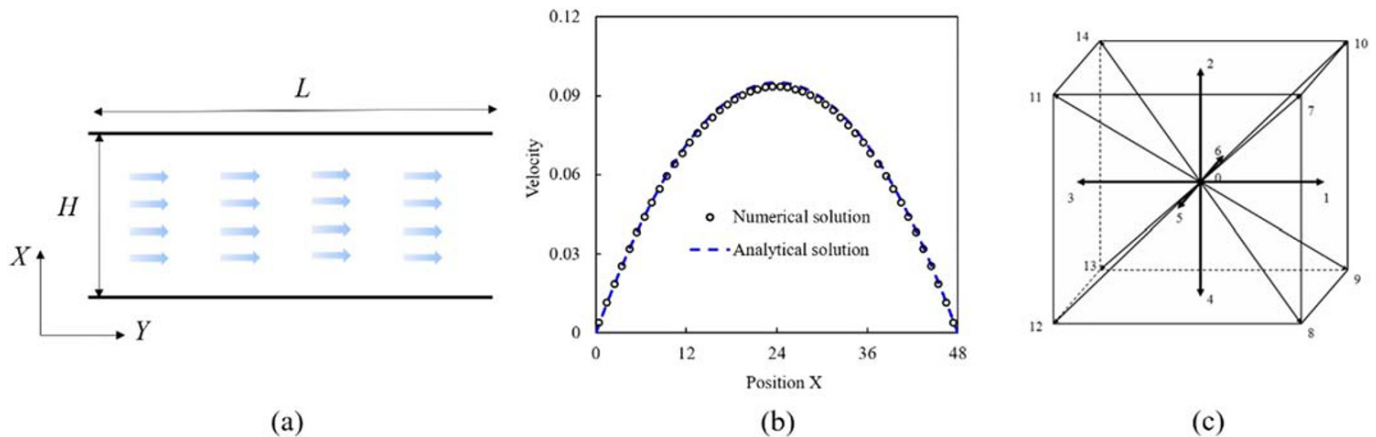 L
H
X
Y
(a)
0.12
0.09
0.06
0.03
0
Velocity
Numerical solution
Analytical solution
0
12
24
36
48
Position X
(b)
14
10
2
11
7
6
0
3
1
5
13
9
4
12
8
(c)